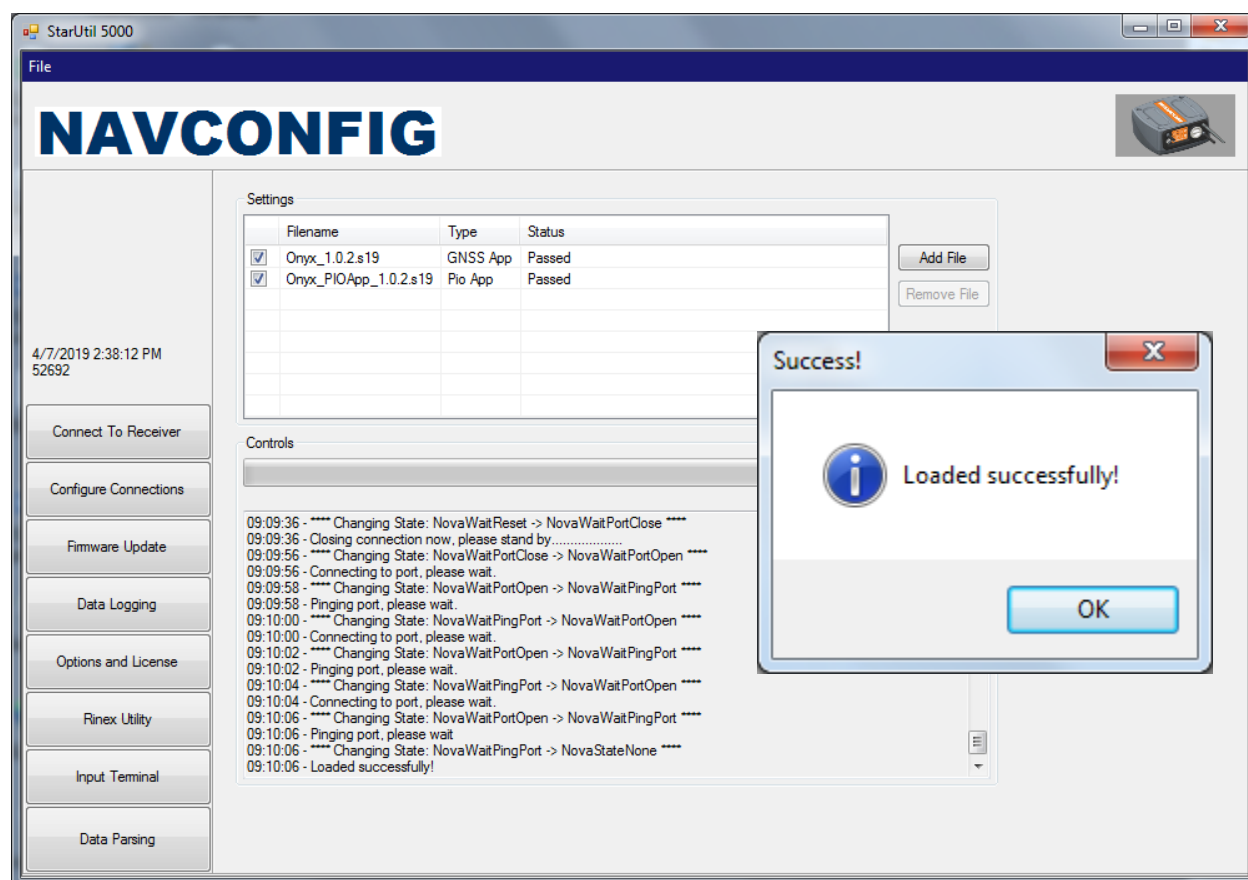 StarUtil 5000
File
NAVCONFIG
Settings
Filename Type Status
Onyx_1.0.2.s19 GNSS App Passed
Onyx_PIOApp_1.0.2.s19 Pio App Passed
Add File
Remove File
4/7/2019 2:38:12 PM
52692
Connect To Receiver
Configure Connections
Firmware Update
Data Logging
Options and License
Rinex Utility
Input Terminal
Data Parsing
Controls
09:09:36 - **** Changing State: NovaWaitReset -> NovaWaitPortClose ****
09:09:36 - Closing connection now, please stand by...................
09:09:56 - **** Changing State: NovaWaitPortClose -> NovaWaitPortOpen ****
09:09:56 - Connecting to port, please wait.
09:09:58 - **** Changing State: NovaWaitPortOpen -> NovaWaitPingPort ****
09:09:58 - Pinging port, please wait.
09:10:00 - **** Changing State: NovaWaitPingPort -> NovaWaitPortOpen ****
09:10:00 - Connecting to port, please wait.
09:10:02 - **** Changing State: NovaWaitPortOpen -> NovaWaitPingPort ****
09:10:02 - Pinging port, please wait.
09:10:04 - **** Changing State: NovaWaitPingPort -> NovaWaitPortOpen ****
09:10:04 - Connecting to port, please wait.
09:10:06 - **** Changing State: NovaWaitPortOpen -> NovaWaitPingPort ****
09:10:06 - Pinging port, please wait
09:10:06 - **** Changing State: NovaWaitPingPort -> NovaStateNone ****
09:10:06 - Loaded successfully!
Success!
Loaded successfully!
OK